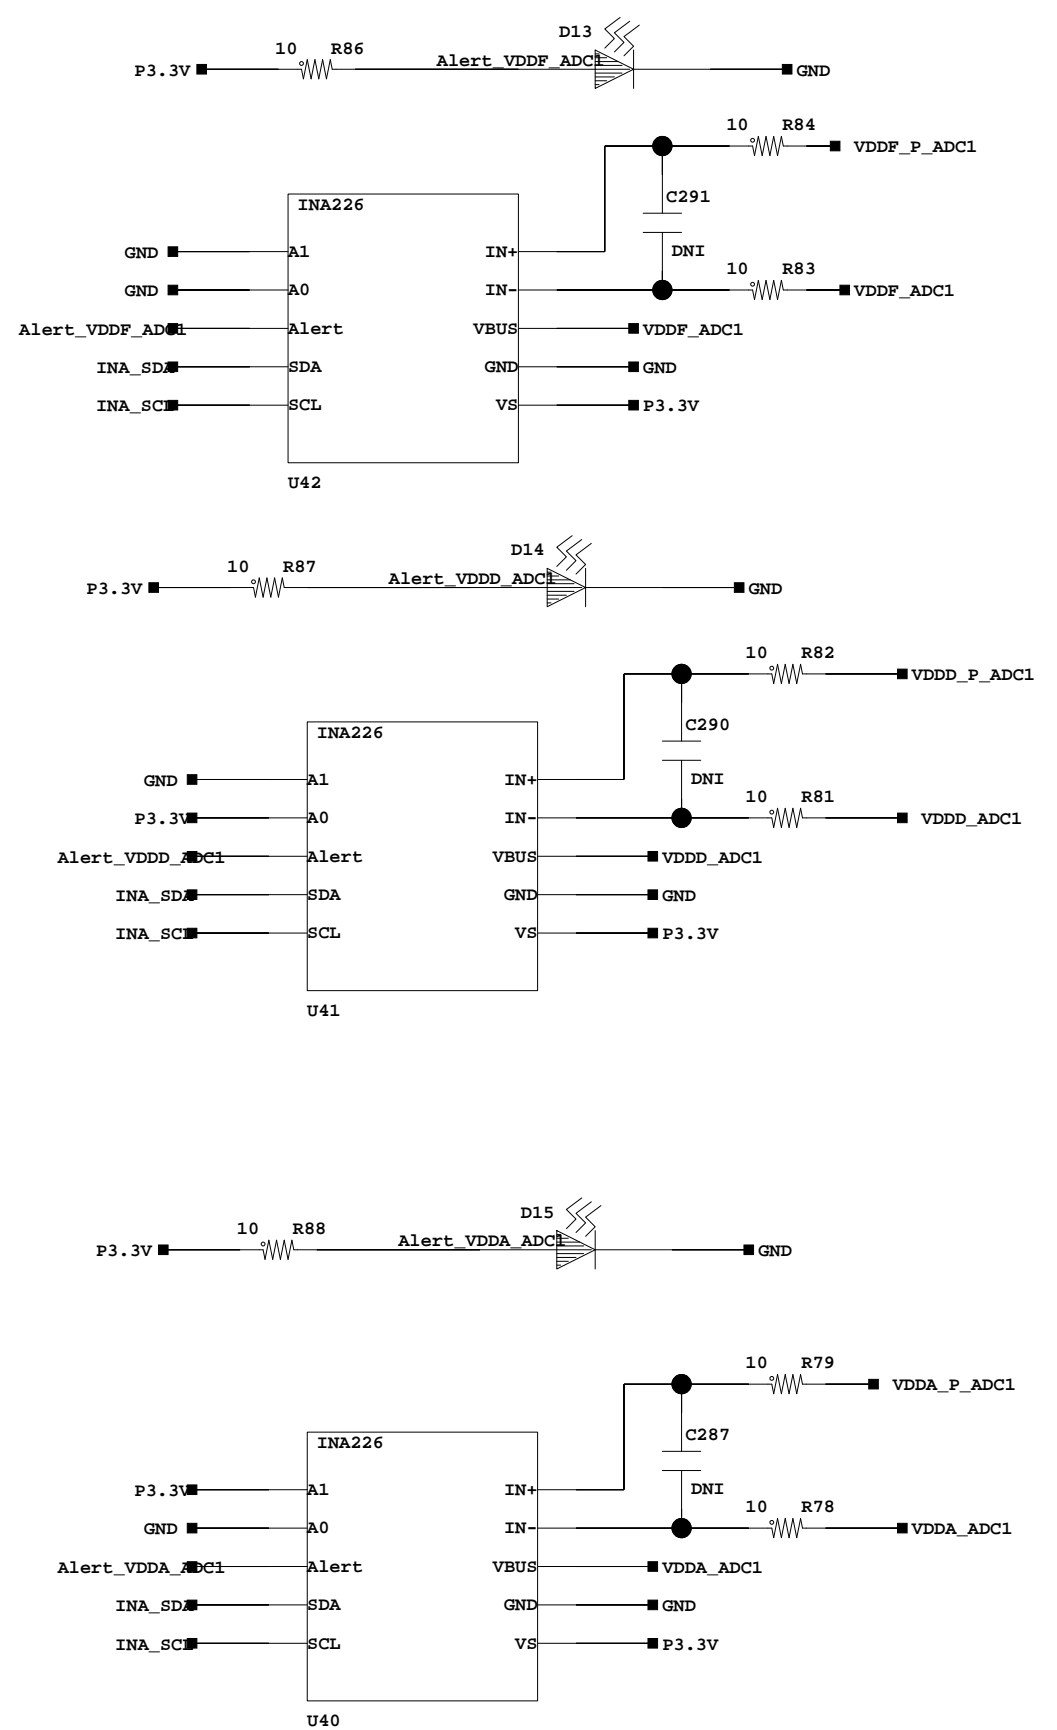 D13
10 R86
P3.3V Alert_VDDF_ADC1 GND
10 R84
VDDF_P_ADC1
INA226 C291
GND A1 IN+ DNI
10 R83
GND A0 IN- VDDF_ADC1
Alert_VDDF_ADC1 Alert VBUS VDDF_ADC1
INA_SDA SDA GND GND
INA_SCL SCL VS P3.3V
U42
D14
10 R87
P3.3V Alert_VDDD_ADC1 GND
10 R82
VDDD_P_ADC1
INA226 C290
GND A1 IN+ DNI
10 R81
P3.3V A0 IN- VDDD_ADC1
Alert_VDDD_ADC1 Alert VBUS VDDD_ADC1
INA_SDA SDA GND GND
INA_SCL SCL VS P3.3V
U41
D15
10 R88
P3.3V Alert_VDDA_ADC1 GND
10 R79
VDDA_P_ADC1
INA226 C287
P3.3V A1 IN+ DNI
10 R78
GND A0 IN- VDDA_ADC1
Alert_VDDA_ADC1 Alert VBUS VDDA_ADC1
INA_SDA SDA GND GND
INA_SCL SCL VS P3.3V
U40